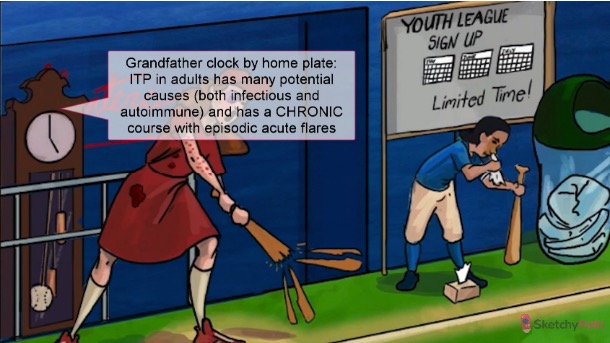 YOUTH LEAGUE
SIGN UP
Limited Time!
Grandfather clock by home plate:
ITP in adults has many potential
causes (both infectious and
autoimmune) and has a CHRONIC
course with episodic acute flares